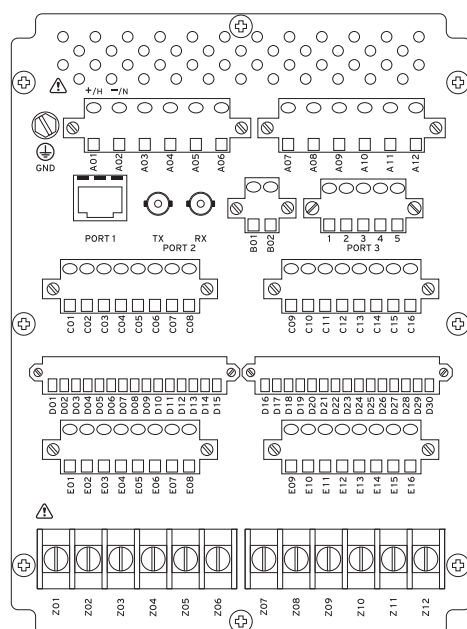 +/H −/N
A01 A02 A03 A04 A05 A06 A07 A08 A09 A10 A11 A12
GND
PORT 1 TX RX B01 B02 1 2 3 4 5
PORT 2 PORT 3
C01 C02 C03 C04 C05 C06 C07 C08 C09 C10 C11 C12 C13 C14 C15 C16
D01 D02 D03 D04 D05 D06 D07 D08 D09 D10 D11 D12 D13 D14 D15 D16 D17 D18 D19 D20 D21 D22 D23 D24 D25 D26 D27 D28 D29 D30
E01 E02 E03 E04 E05 E06 E07 E08 E09 E10 E11 E12 E13 E14 E15 E16
Z01 Z02 Z03 Z04 Z05 Z06 Z07 Z08 Z09 Z10 Z11 Z12